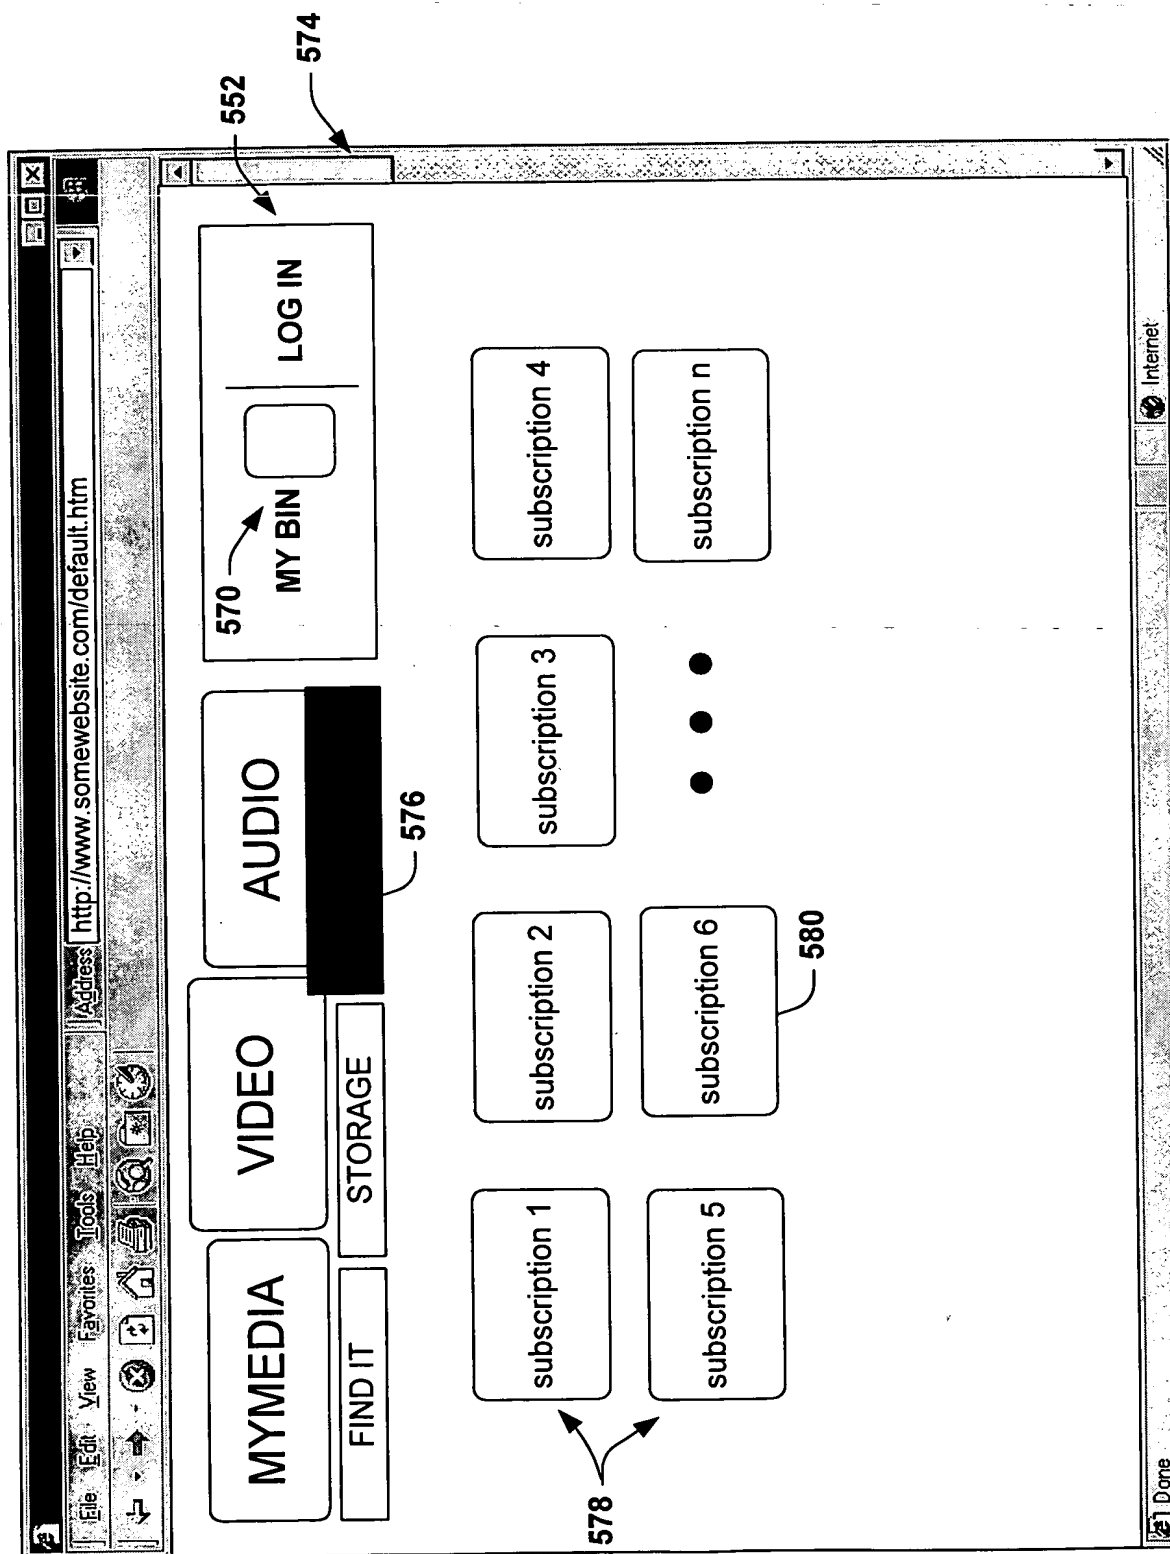 File Edit View Favorites Tools Help
Address http://www.somewebsite.com/default.htm
574
552
570
MYMEDIA
VIDEO
AUDIO
MY BIN
LOG IN
FIND IT
STORAGE
576
578
subscription 1
subscription 2
subscription 3
subscription 4
subscription 5
subscription 6
subscription n
580
Done
Internet